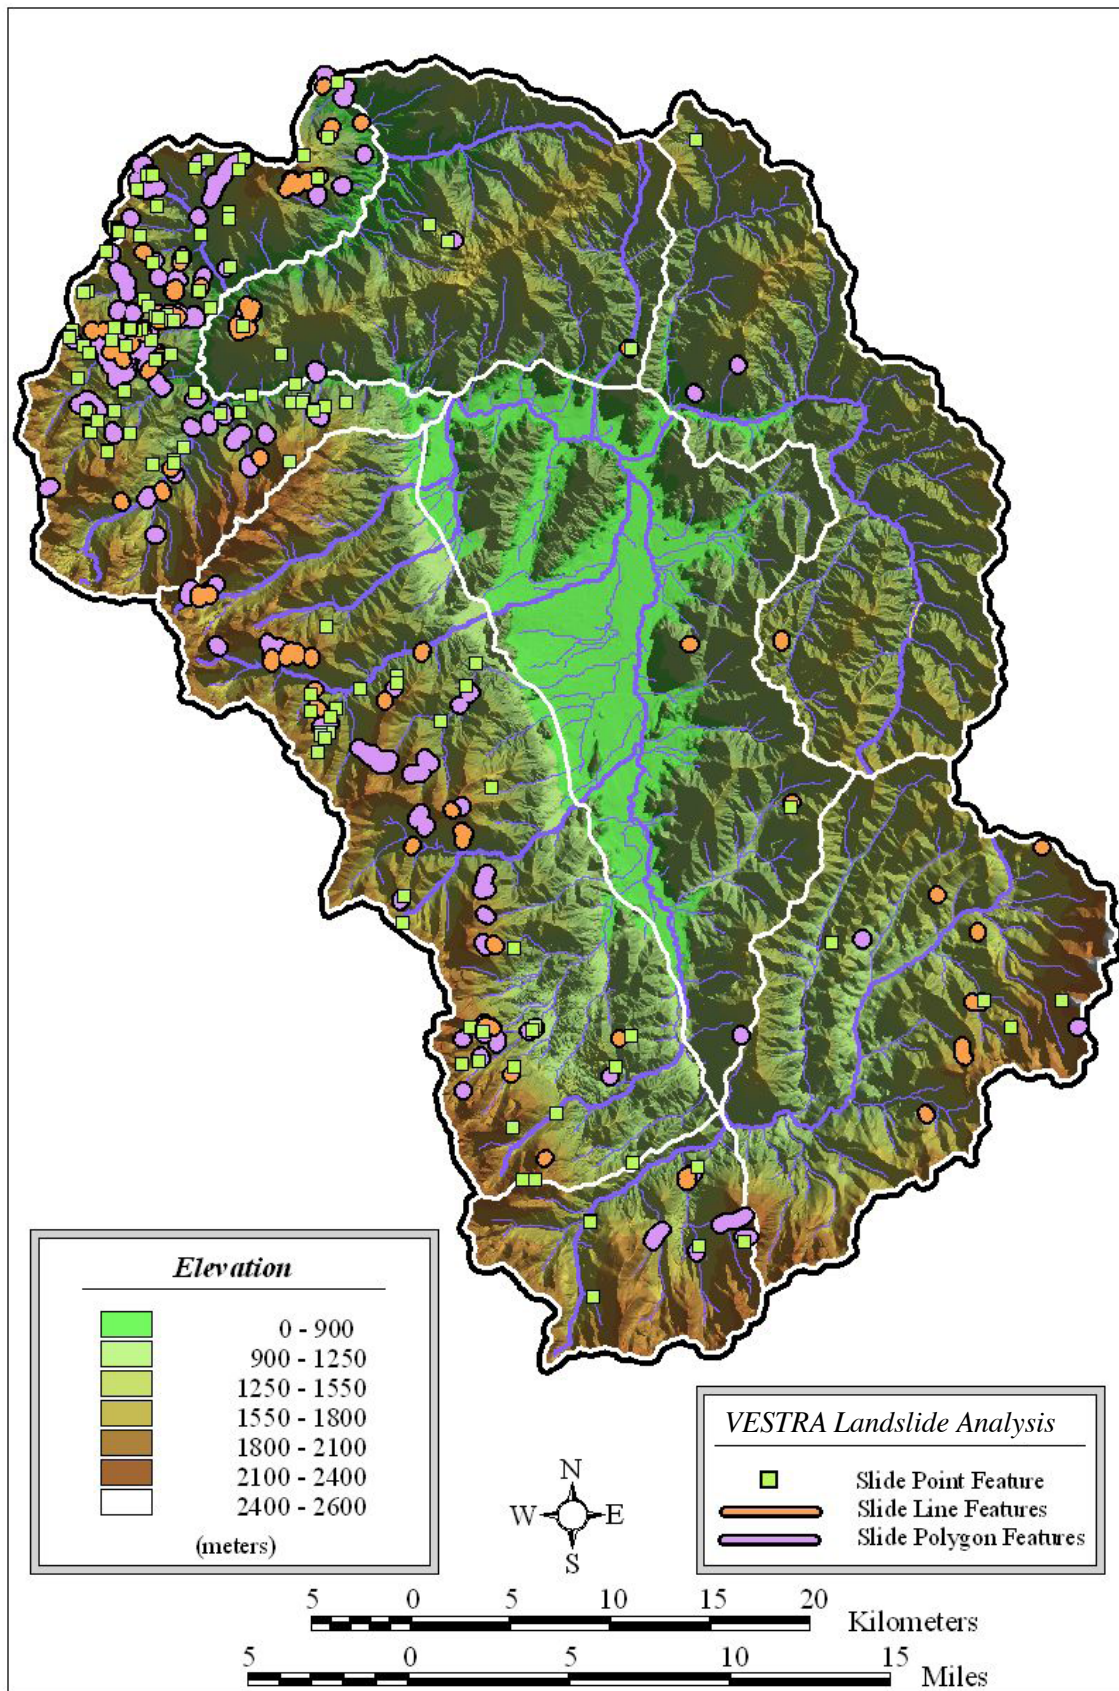 Elevation
0 - 900
900 - 1250
1250 - 1550
1550 - 1800
1800 - 2100
2100 - 2400
2400 - 2600
(meters)
VESTRA Landslide Analysis
Slide Point Feature
Slide Line Features
Slide Polygon Features
N
W E
S
5 0 5 10 15 20
Kilometers
5 0 5 10 15
Miles